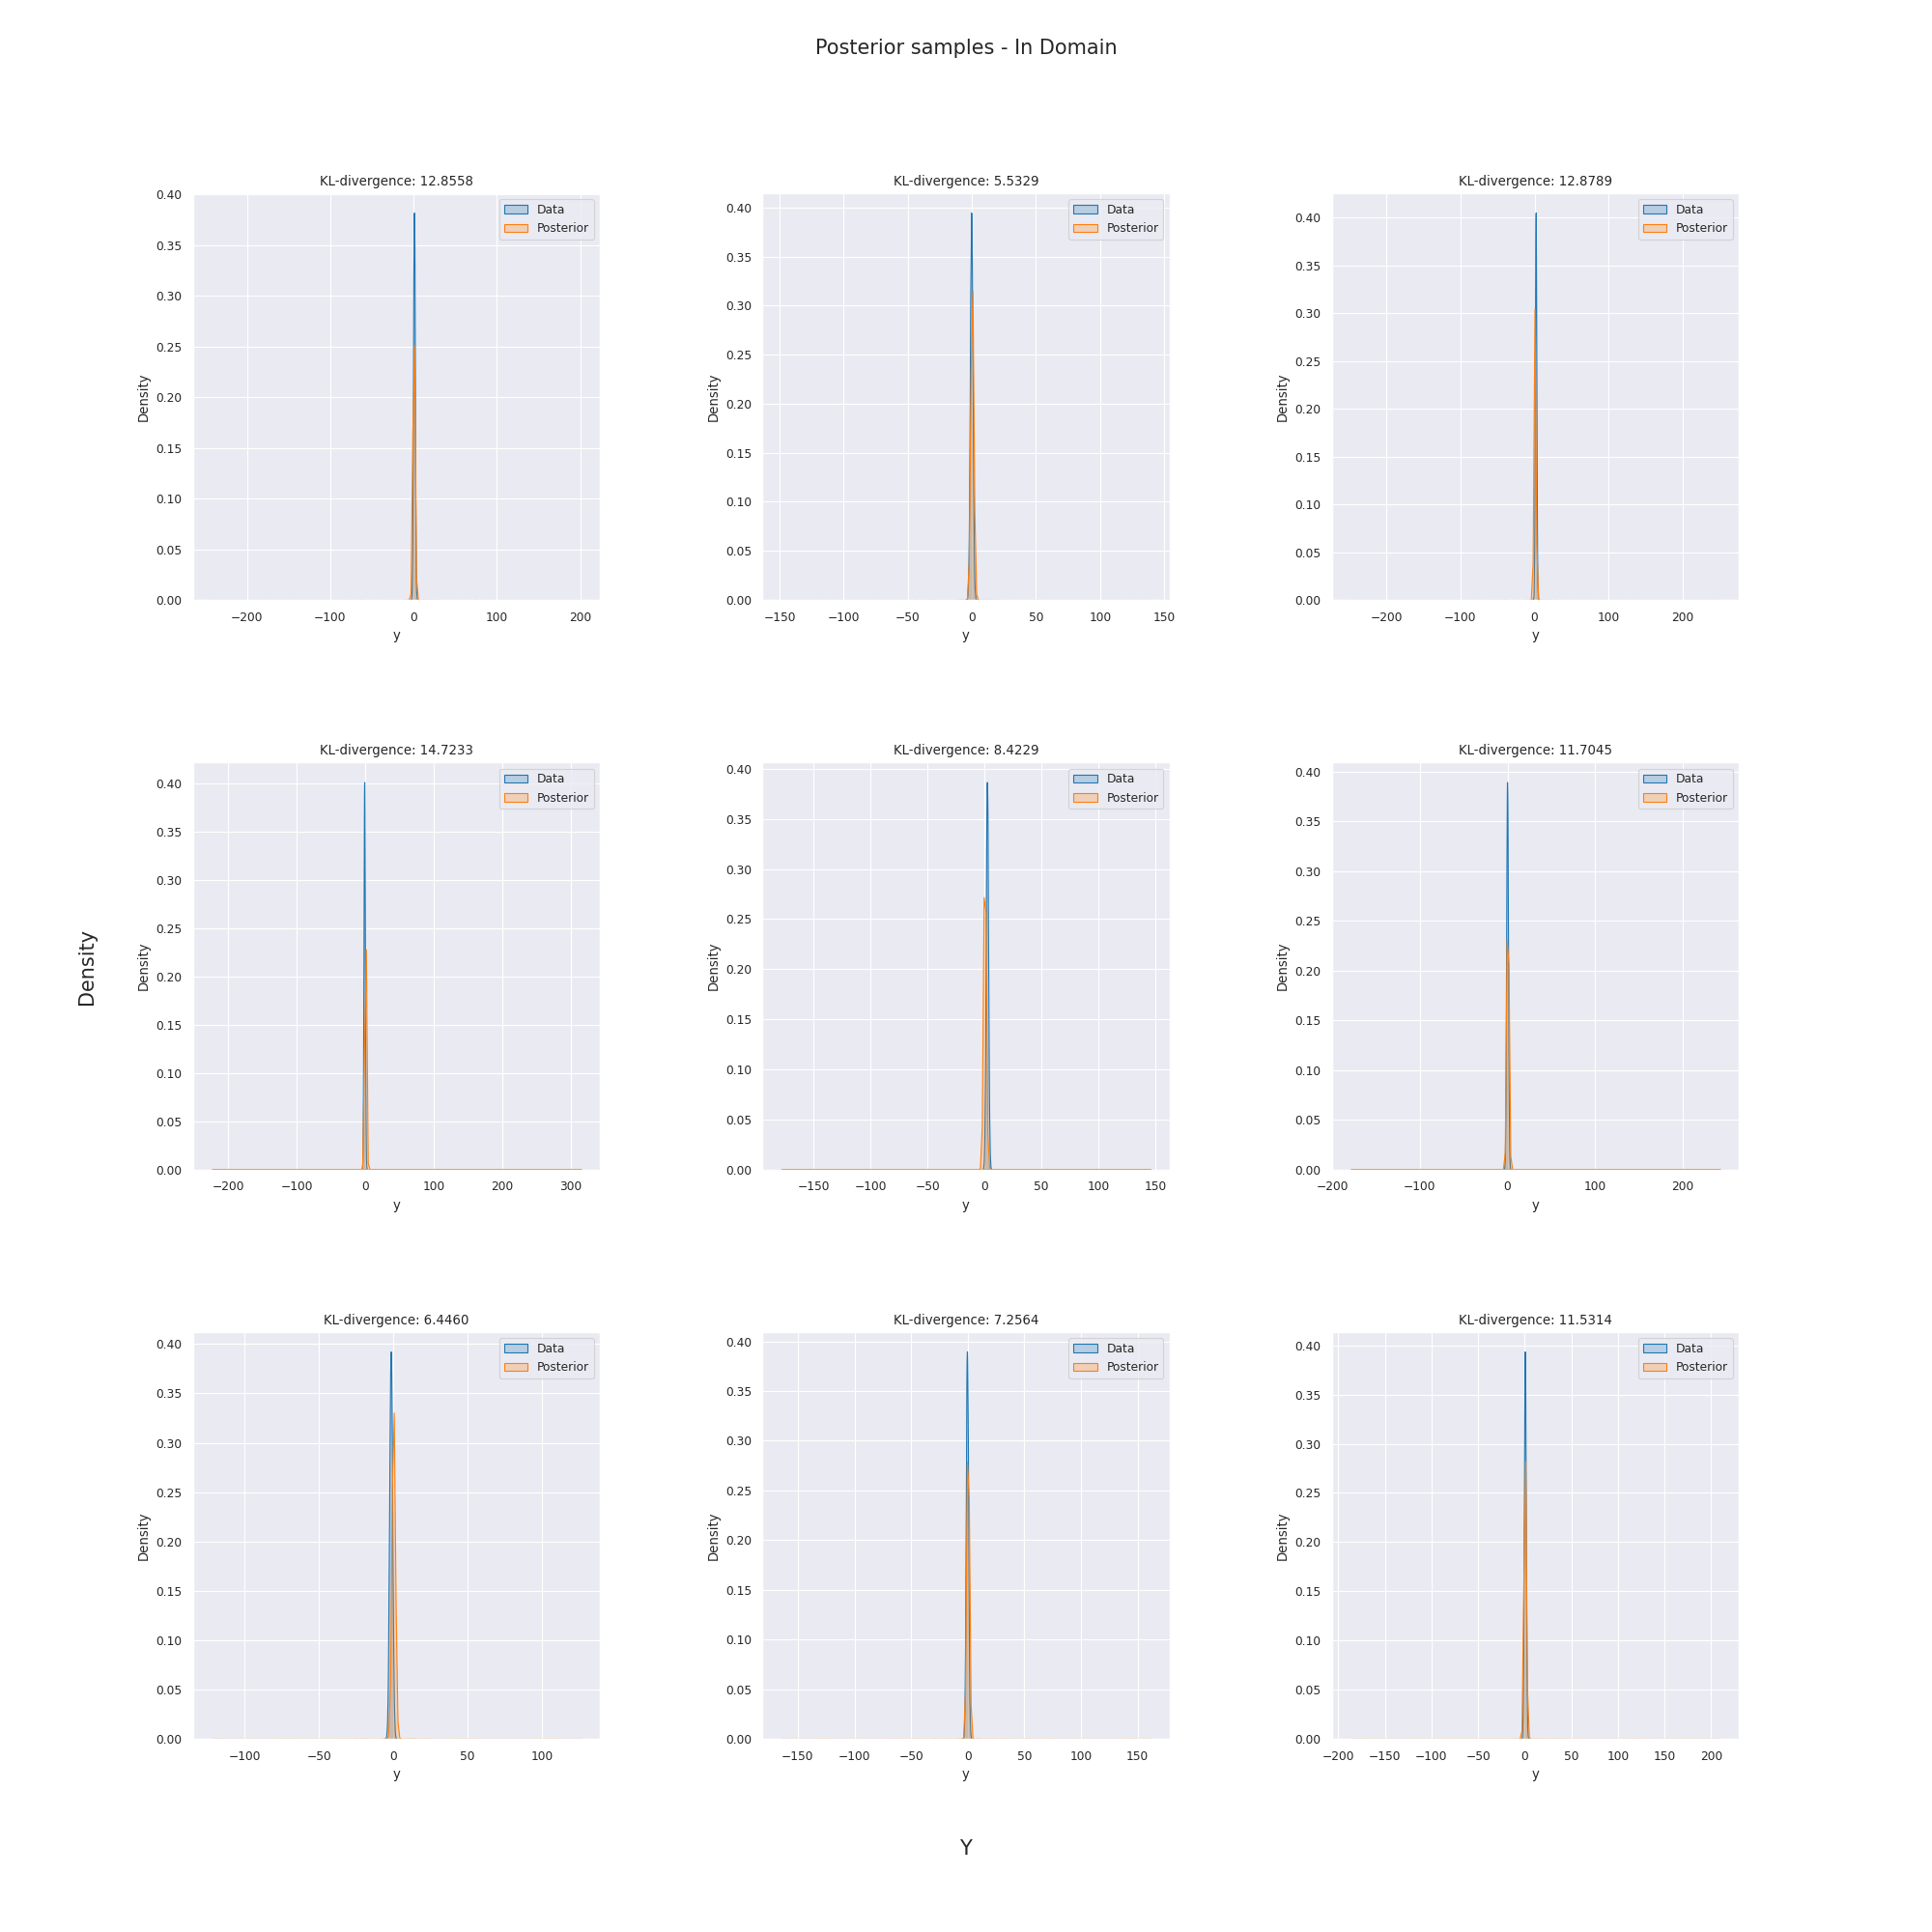 Posterior samples - In Domain
KL-divergence: 12.8558
0.40
0.35
0.30
0.25
0.20
0.15
0.10
0.05
0.00
Density
Data
Posterior
−200 −100 0 100 200
y
KL-divergence: 5.5329
0.40
0.35
0.30
0.25
0.20
0.15
0.10
0.05
0.00
Density
Data
Posterior
−150 −100 −50 0 50 100 150
y
KL-divergence: 12.8789
0.40
0.35
0.30
0.25
0.20
0.15
0.10
0.05
0.00
Density
Data
Posterior
−200 −100 0 100 200
y
Density
KL-divergence: 14.7233
0.40
0.35
0.30
0.25
0.20
0.15
0.10
0.05
0.00
Density
Data
Posterior
−200 −100 0 100 200 300
y
KL-divergence: 8.4229
0.40
0.35
0.30
0.25
0.20
0.15
0.10
0.05
0.00
Density
Data
Posterior
−150 −100 −50 0 50 100 150
y
KL-divergence: 11.7045
0.40
0.35
0.30
0.25
0.20
0.15
0.10
0.05
0.00
Density
Data
Posterior
−200 −100 0 100 200
y
KL-divergence: 6.4460
0.40
0.35
0.30
0.25
0.20
0.15
0.10
0.05
0.00
Density
Data
Posterior
−100 −50 0 50 100
y
KL-divergence: 7.2564
0.40
0.35
0.30
0.25
0.20
0.15
0.10
0.05
0.00
Density
Data
Posterior
−150 −100 −50 0 50 100 150
y
KL-divergence: 11.5314
0.40
0.35
0.30
0.25
0.20
0.15
0.10
0.05
0.00
Density
Data
Posterior
−200 −150 −100 −50 0 50 100 150 200
y
Y